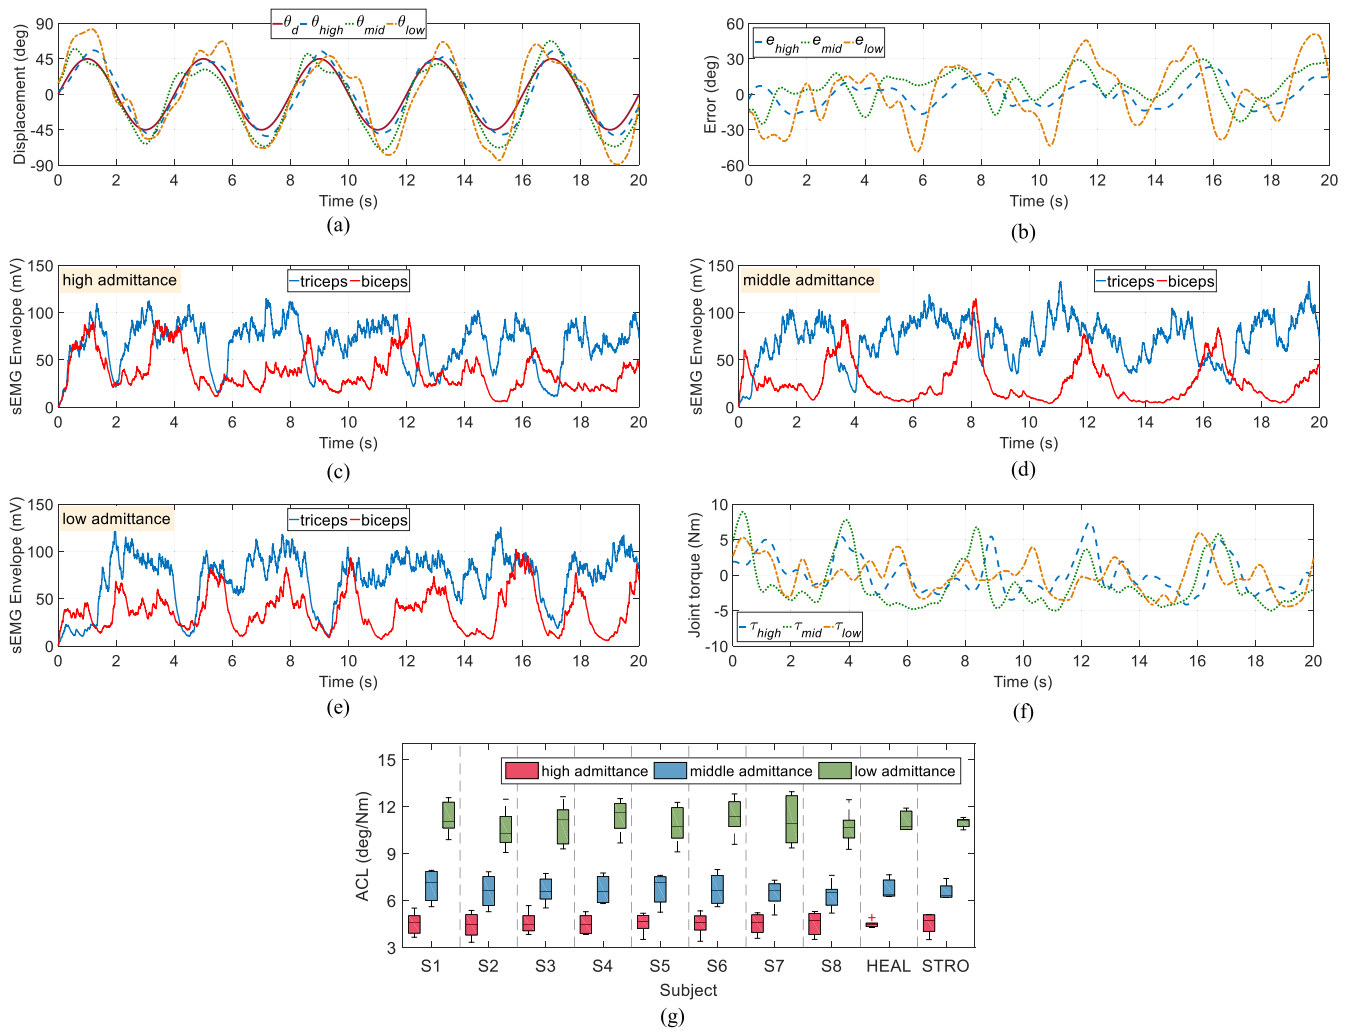 θd θhigh θmid θlow
Displacement (deg)
90
45
0
-45
-90
0 2 4 6 8 10 12 14 16 18 20
Time (s)
(a)
ehigh emid elow
Error (deg)
60
30
0
-30
-60
0 2 4 6 8 10 12 14 16 18 20
Time (s)
(b)
high admittance
triceps biceps
sEMG Envelope (mV)
150
100
50
0
0 2 4 6 8 10 12 14 16 18 20
Time (s)
(c)
middle admittance
triceps biceps
sEMG Envelope (mV)
150
100
50
0
0 2 4 6 8 10 12 14 16 18 20
Time (s)
(d)
low admittance
triceps biceps
sEMG Envelope (mV)
150
100
50
0
0 2 4 6 8 10 12 14 16 18 20
Time (s)
(e)
Joint torque (Nm)
10
5
0
-5
-10
τhigh τmid τlow
0 2 4 6 8 10 12 14 16 18 20
Time (s)
(f)
high admittance middle admittance low admittance
ACL (deg/Nm)
15
12
9
6
3
S1 S2 S3 S4 S5 S6 S7 S8 HEAL STRO
Subject
(g)